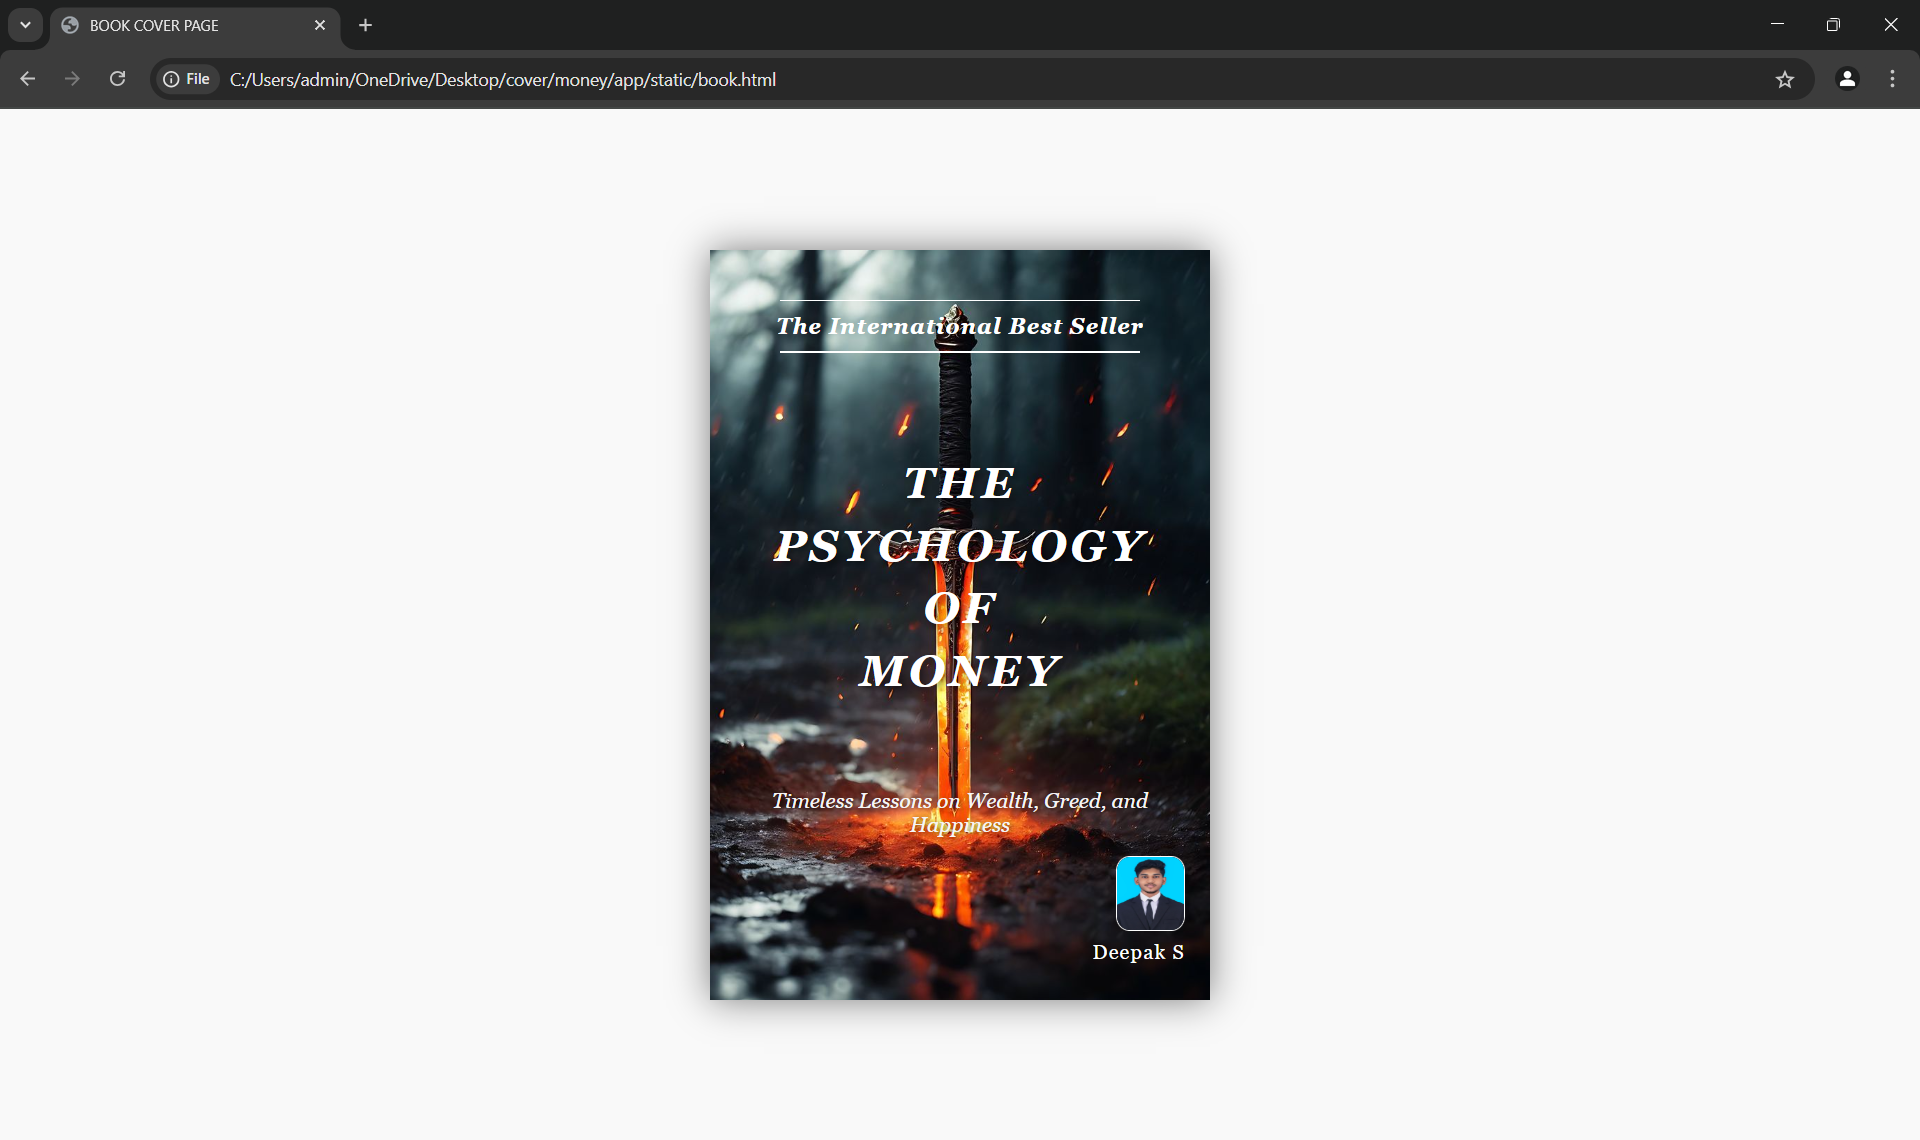 BOOK COVER PAGE
File
C:/Users/admin/OneDrive/Desktop/cover/money/app/static/book.html
The International Best Seller
THE
PSYCHOLOGY
OF
MONEY
Timeless Lessons on Wealth, Greed, and
Happiness
Deepak S